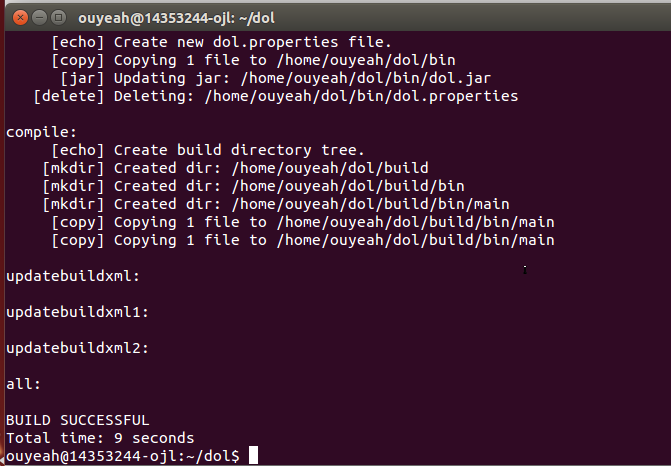 ouyeah@14353244-ojl: ~/dol
[echo] Create new dol.properties file.
[copy] Copying 1 file to /home/ouyeah/dol/bin
[jar] Updating jar: /home/ouyeah/dol/bin/dol.jar
[delete] Deleting: /home/ouyeah/dol/bin/dol.properties
compile:
[echo] Create build directory tree.
[mkdir] Created dir: /home/ouyeah/dol/build
[mkdir] Created dir: /home/ouyeah/dol/build/bin
[mkdir] Created dir: /home/ouyeah/dol/build/bin/main
[copy] Copying 1 file to /home/ouyeah/dol/build/bin/main
[copy] Copying 1 file to /home/ouyeah/dol/build/bin/main
updatebuildxml:
updatebuildxml1:
updatebuildxml2:
all:
BUILD SUCCESSFUL
Total time: 9 seconds
ouyeah@14353244-ojl:~/dol$